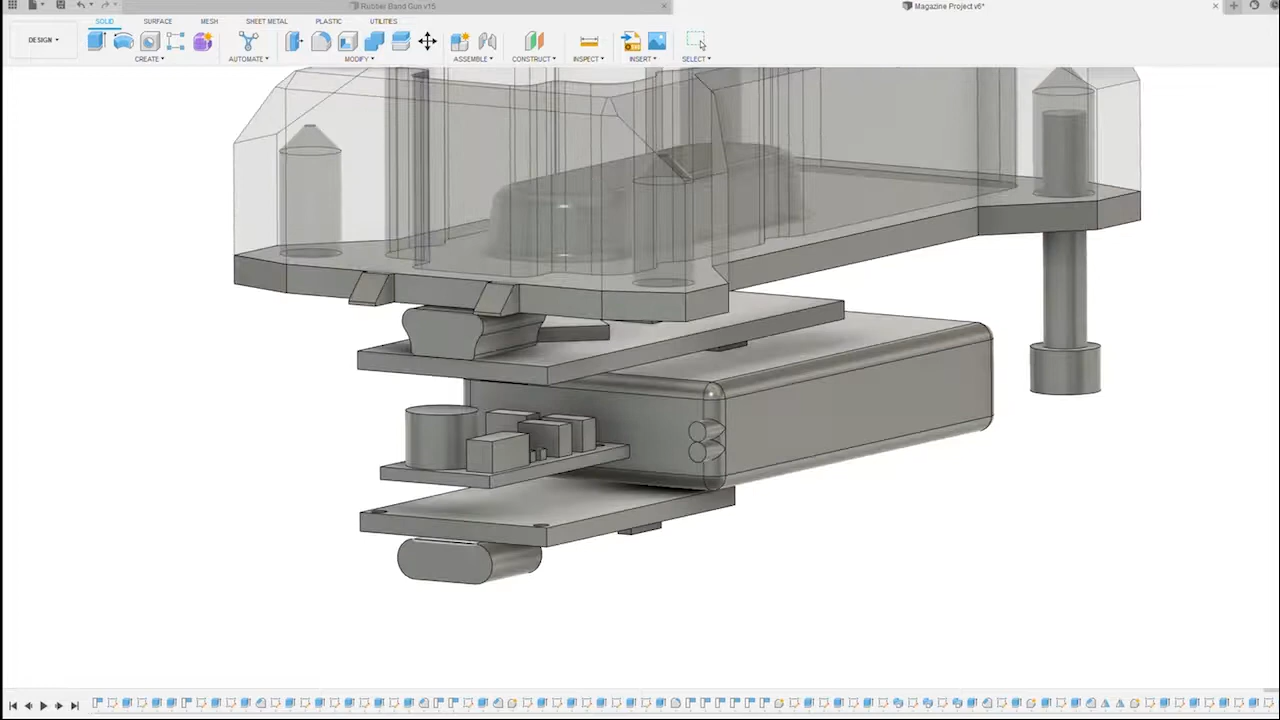 Rubber Band Gun v15
Magazine Project v6*
SOLID SURFACE MESH SHEET METAL PLASTIC UTILITIES
DESIGN
CREATE AUTOMATE MODIFY ASSEMBLE CONSTRUCT INSPECT INSERT SELECT